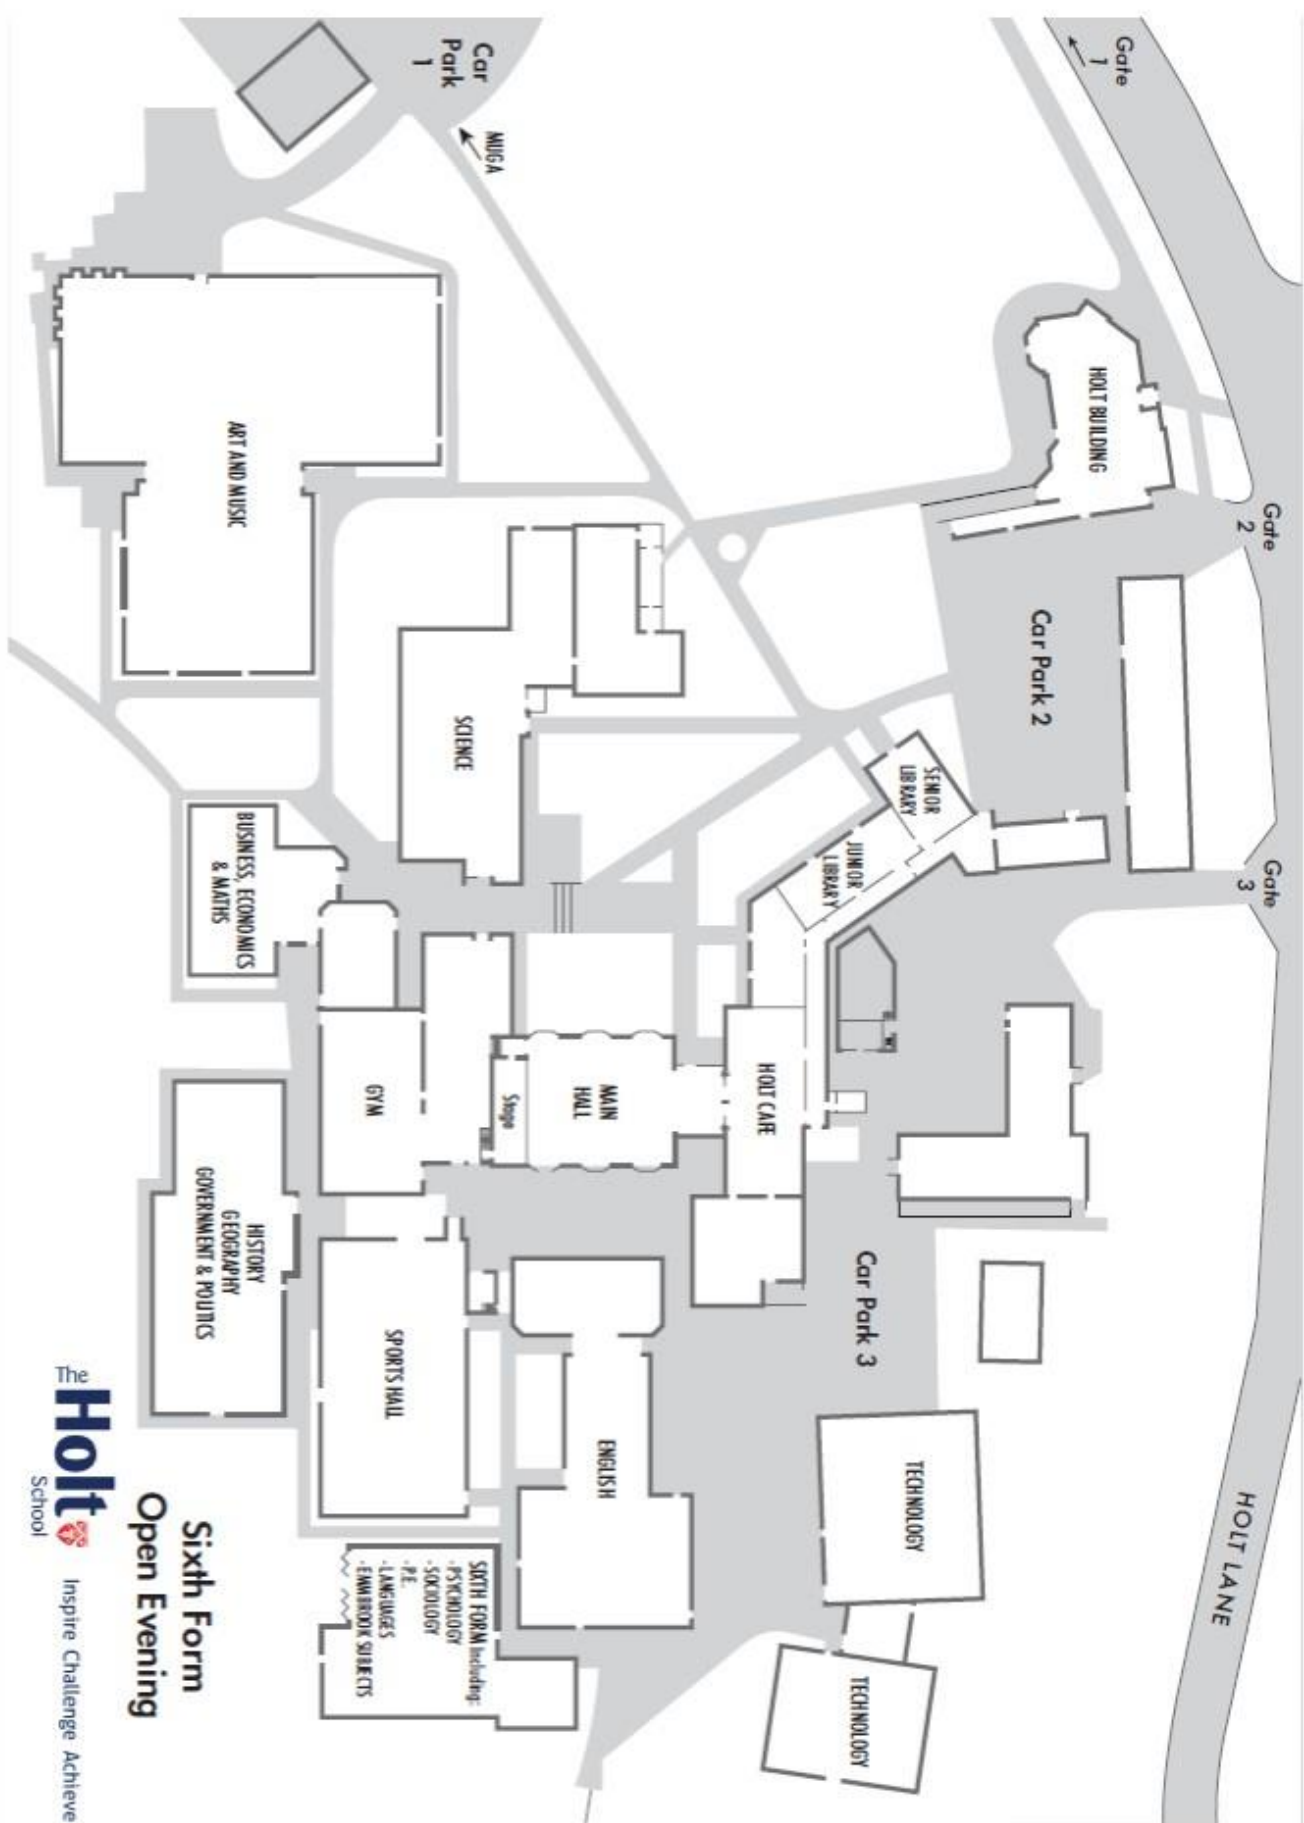 Gate
1
Gate
2
Gate
3
HOLT LANE
Car
Park
1
MUGA
HOLT BUILDING
Car Park 2
SENIOR
LIBRARY
JUNIOR
LIBRARY
HOLT CAFE
Car Park 3
TECHNOLOGY
TECHNOLOGY
ART AND MUSIC
SCIENCE
MAIN
HALL
Stage
ENGLISH
BUSINESS, ECONOMICS
& MATHS
GYM
SPORTS HALL
HISTORY
GEOGRAPHY
GOVERNMENT & POLITICS
SIXTH FORM Including:
- PSYCHOLOGY
- SOCIOLOGY
- P.E.
- LANGUAGES
- EMMBROOK SUBJECTS
Sixth Form
Open Evening
The
Holt
School
Inspire Challenge Achieve